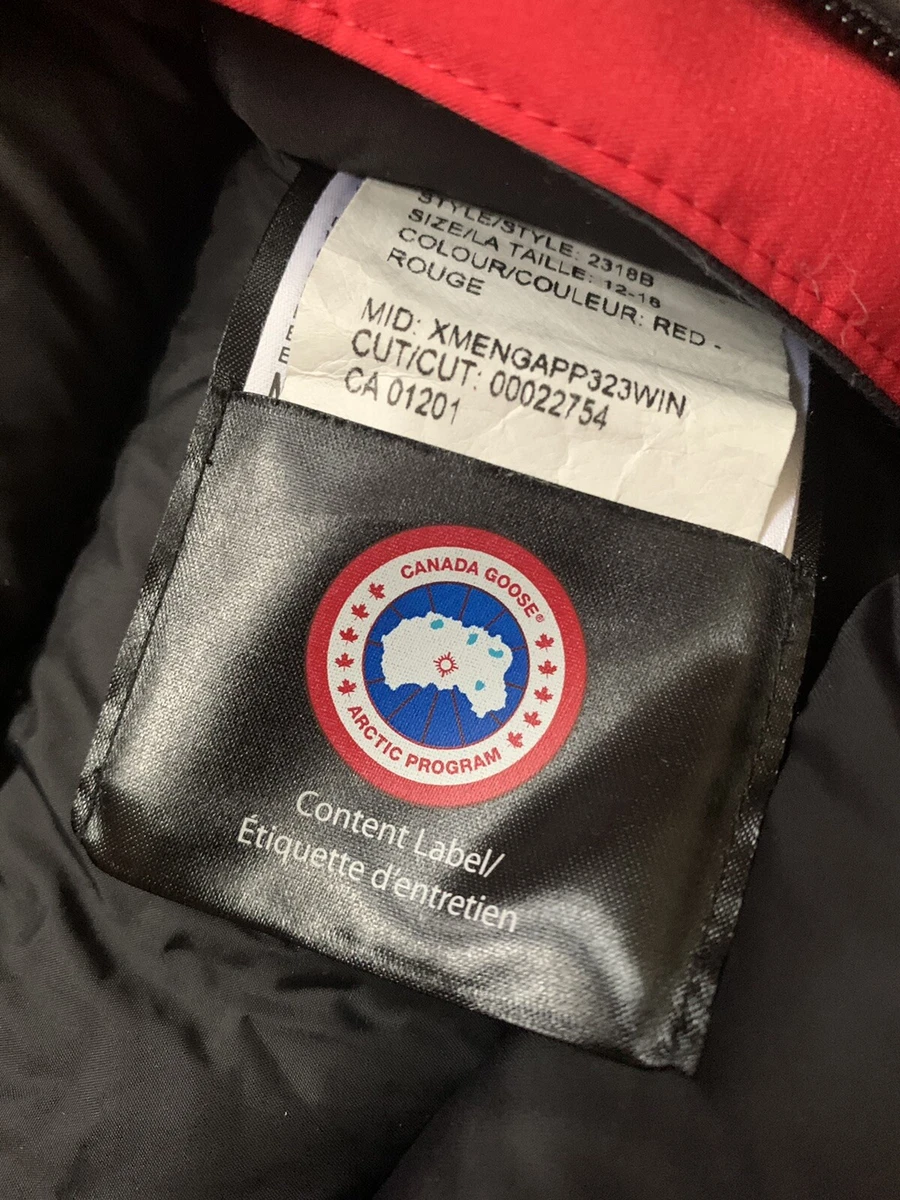 STYLE/STYLE: 2318B
SIZE/LA TAILLE: 12-18
COLOUR/COULEUR: RED -
ROUGE
MID: XMENGAPP323WIN
CUT/CUT: 00022754
CA 01201
CANADA GOOSE®
ARCTIC PROGRAM
Content Label/
Étiquette d'entretien